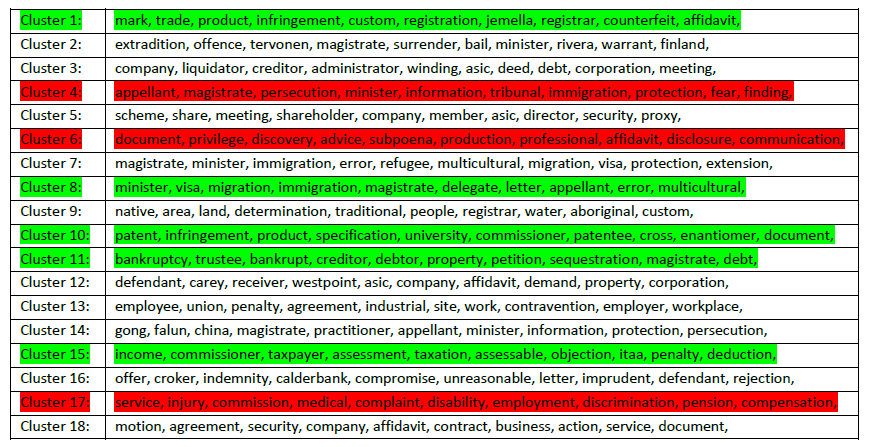 Cluster 1: mark, trade, product, infringement, custom, registration, jemella, registrar, counterfeit, affidavit,
Cluster 2: extradition, offence, tervonen, magistrate, surrender, bail, minister, rivera, warrant, finland,
Cluster 3: company, liquidator, creditor, administrator, winding, asic, deed, debt, corporation, meeting,
Cluster 4: appellant, magistrate, persecution, minister, information, tribunal, immigration, protection, fear, finding,
Cluster 5: scheme, share, meeting, shareholder, company, member, asic, director, security, proxy,
Cluster 6: document, privilege, discovery, advice, subpoena, production, professional, affidavit, disclosure, communication,
Cluster 7: magistrate, minister, immigration, error, refugee, multicultural, migration, visa, protection, extension,
Cluster 8: minister, visa, migration, immigration, magistrate, delegate, letter, appellant, error, multicultural,
Cluster 9: native, area, land, determination, traditional, people, registrar, water, aboriginal, custom,
Cluster 10: patent, infringement, product, specification, university, commissioner, patentee, cross, enantiomer, document,
Cluster 11: bankruptcy, trustee, bankrupt, creditor, debtor, property, petition, sequestration, magistrate, debt,
Cluster 12: defendant, carey, receiver, westpoint, asic, company, affidavit, demand, property, corporation,
Cluster 13: employee, union, penalty, agreement, industrial, site, work, contravention, employer, workplace,
Cluster 14: gong, falun, china, magistrate, practitioner, appellant, minister, information, protection, persecution,
Cluster 15: income, commissioner, taxpayer, assessment, taxation, assessable, objection, itaa, penalty, deduction,
Cluster 16: offer, croker, indemnity, calderbank, compromise, unreasonable, letter, imprudent, defendant, rejection,
Cluster 17: service, injury, commission, medical, complaint, disability, employment, discrimination, pension, compensation,
Cluster 18: motion, agreement, security, company, affidavit, contract, business, action, service, document,